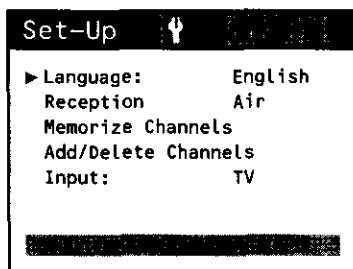 Set-Up
Language: English
Reception Air
Memorize Channels
Add/Delete Channels
Input: TV